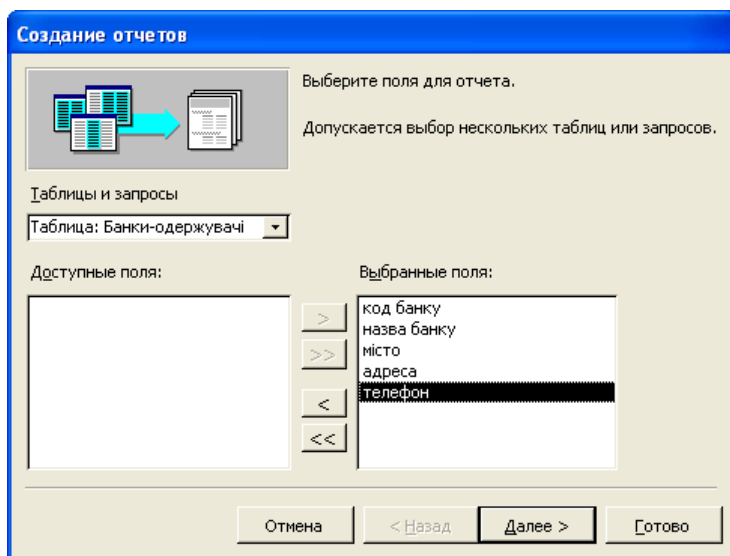 Создание отчетов
Выберите поля для отчета.
Допускается выбор нескольких таблиц или запросов.
Таблицы и запросы
Таблица: Банки-одержувачі
Доступные поля:
Выбранные поля:
>
>>
<
<<
код банку
назва банку
місто
адреса
телефон
Отмена
< Назад
Далее >
Готово